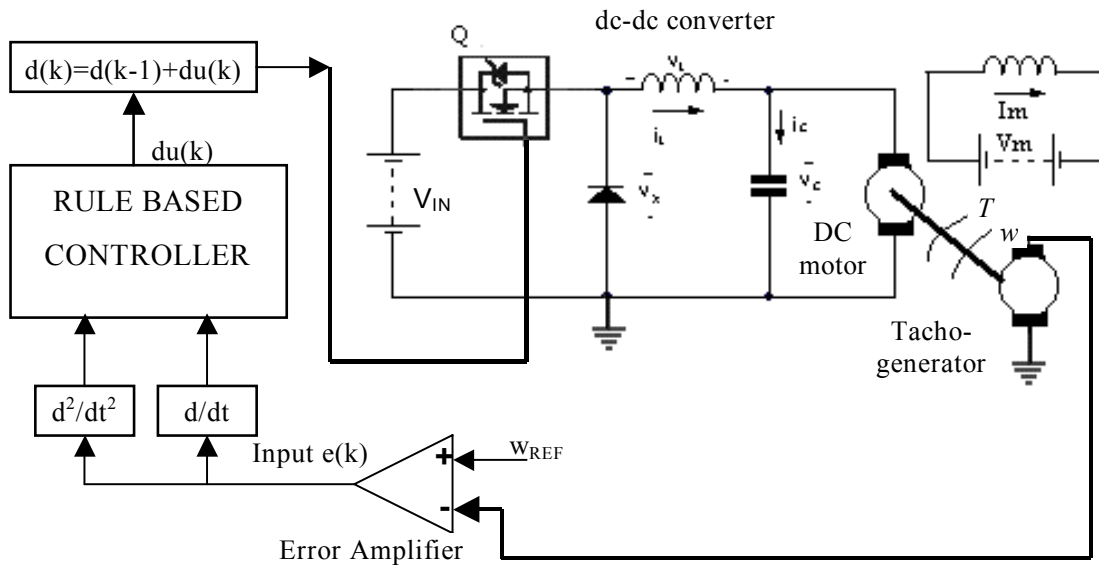 dc-dc converter
Q
d(k)=d(k-1)+du(k)
v_L
i_L
i_c
Im
Vm
du(k)
RULE BASED
CONTROLLER
V_IN
v_x
v_c
T
w
DC
motor
Tacho-
generator
d²/dt²
d/dt
Input e(k)
+
w_REF
-
Error Amplifier